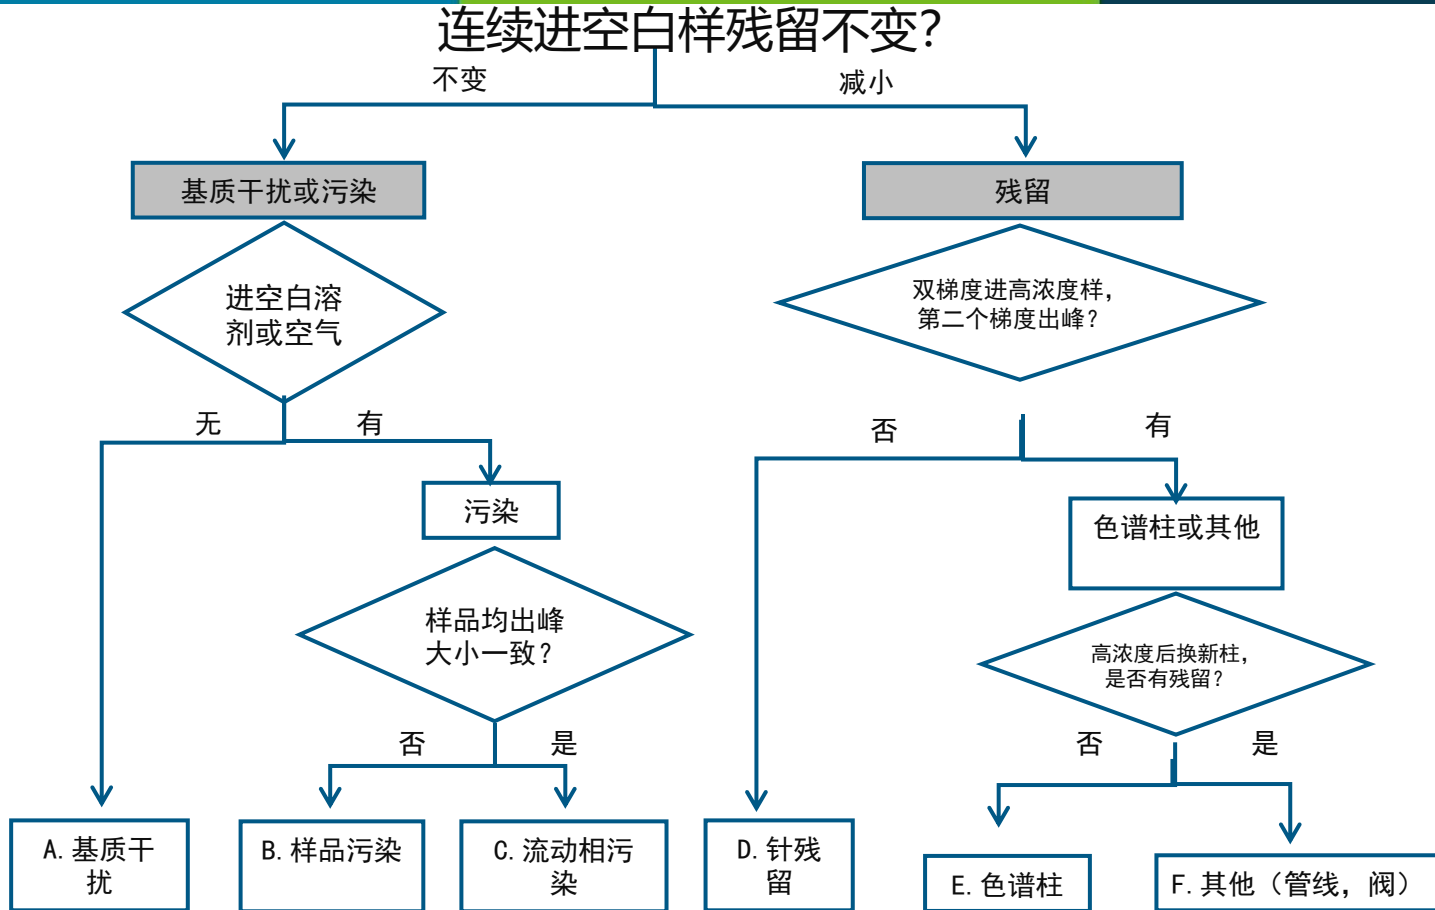 连续进空白样残留不变?
不变
减小
基质干扰或污染
残留
进空白溶
剂或空气
双梯度进高浓度样，
第二个梯度出峰？
无
有
否
有
污染
色谱柱或其他
样品均出峰
大小一致？
高浓度后换新柱，
是否有残留？
否
是
否
是
A. 基质干
扰
B. 样品污染
C. 流动相污
染
D. 针残
留
E. 色谱柱
F. 其他（管线，阀）